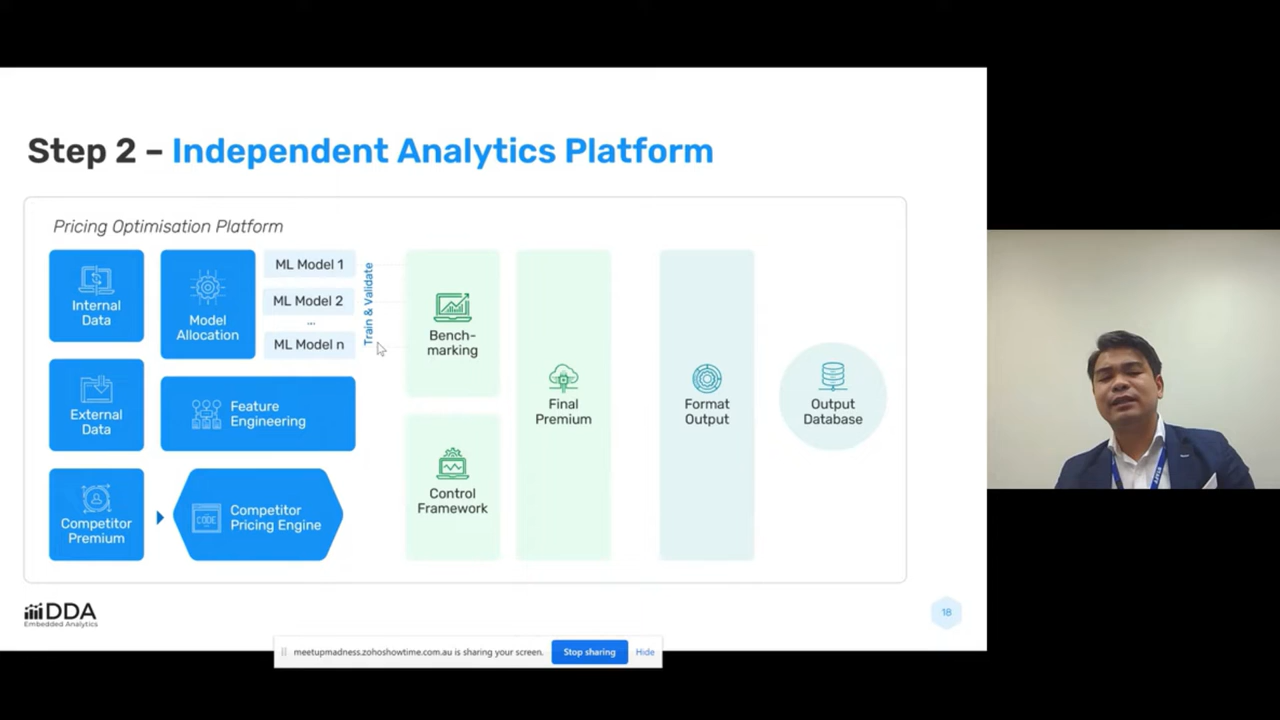 Step 2 – Independent Analytics Platform
Pricing Optimisation Platform
Internal
Data
External
Data
Competitor
Premium
Model
Allocation
ML Model 1
ML Model 2
...
ML Model n
Train & Validate
Feature
Engineering
CODE
Competitor
Pricing Engine
Bench-
marking
Control
Framework
Final
Premium
Format
Output
Output
Database
DDA
Embedded Analytics
18
meetupmadness.zohoshowtime.com.au is sharing your screen.
Stop sharing
Hide